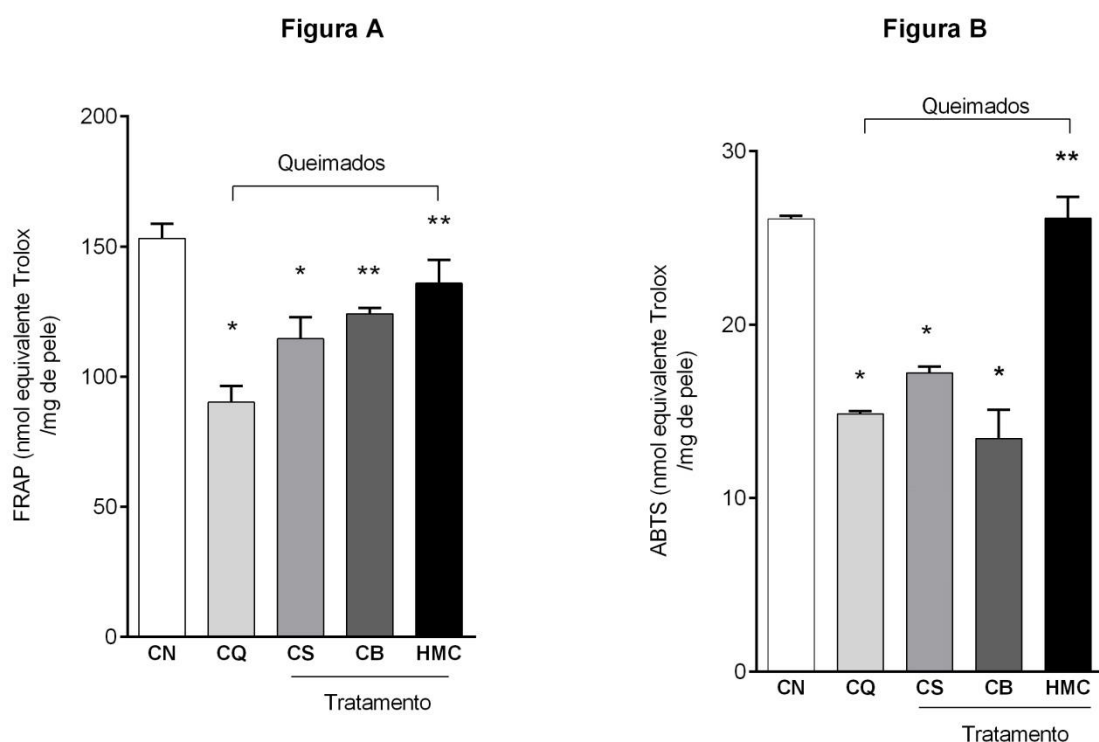 Figura A
FRAP (nmol equivalente Trolox
/mg de pele)
200
150
100
50
0
Queimados
*
*
**
**
CN CQ CS CB HMC
Tratamento
Figura B
ABTS (nmol equivalente Trolox
/mg de pele)
30
20
10
0
Queimados
*
*
*
**
CN CQ CS CB HMC
Tratamento